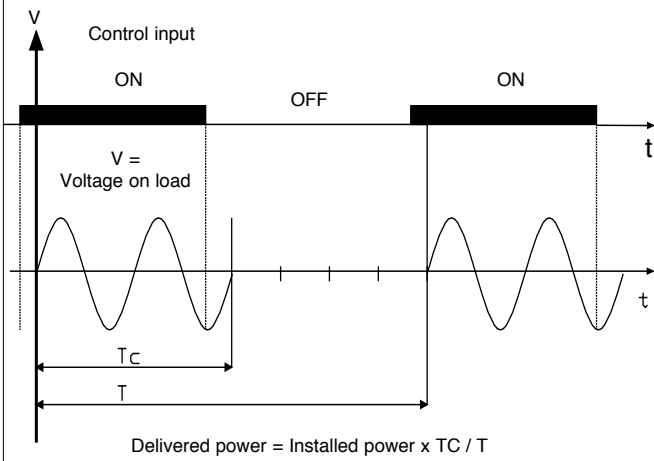 V
Control input
ON
OFF
ON
t
V =
Voltage on load
t
Tc
T
Delivered power = Installed power x TC / T